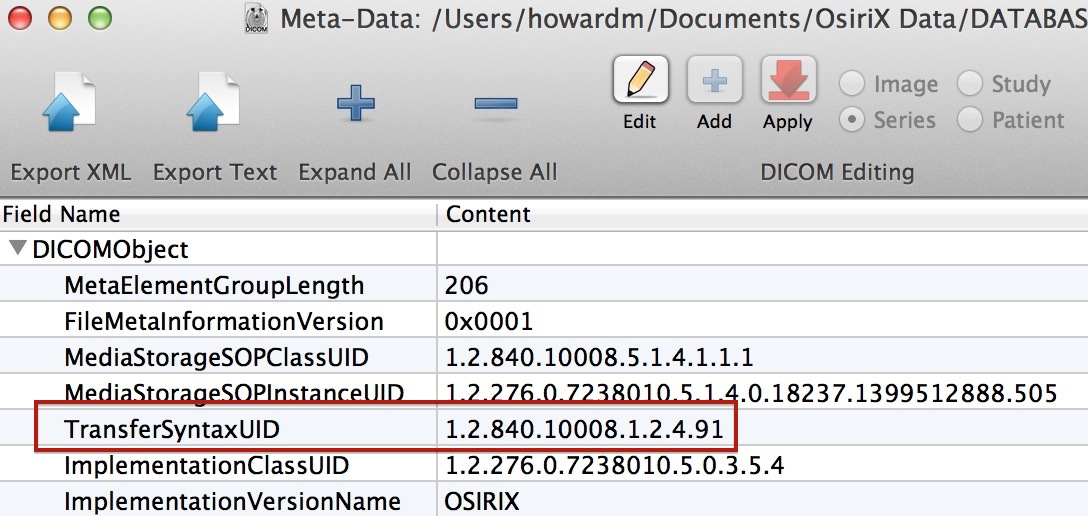 DICOM
Meta-Data: /Users/howardm/Documents/OsiriX Data/DATABAS
Edit Add Apply
Image Study
Series Patient
Export XML Export Text Expand All Collapse All DICOM Editing
Field Name Content
DICOMObject
MetaElementGroupLength 206
FileMetaInformationVersion 0x0001
MediaStorageSOPClassUID 1.2.840.10008.5.1.4.1.1.1
MediaStorageSOPInstanceUID 1.2.276.0.7238010.5.1.4.0.18237.1399512888.505
TransferSyntaxUID 1.2.840.10008.1.2.4.91
ImplementationClassUID 1.2.276.0.7238010.5.0.3.5.4
ImplementationVersionName OSIRIX